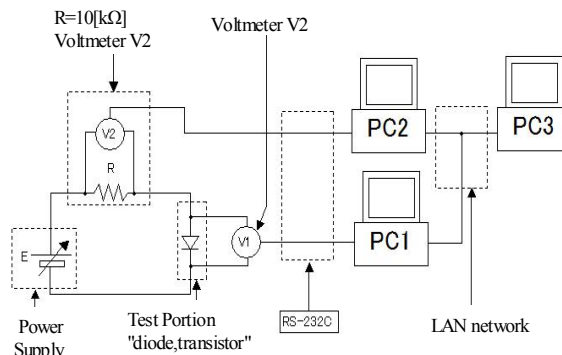 R=10[kΩ]
Voltmeter V2
Voltmeter V2
V2
R
PC2
PC3
E
V1
PC1
RS-232C
Power
Supply
Test Portion
"diode,transistor"
LAN network